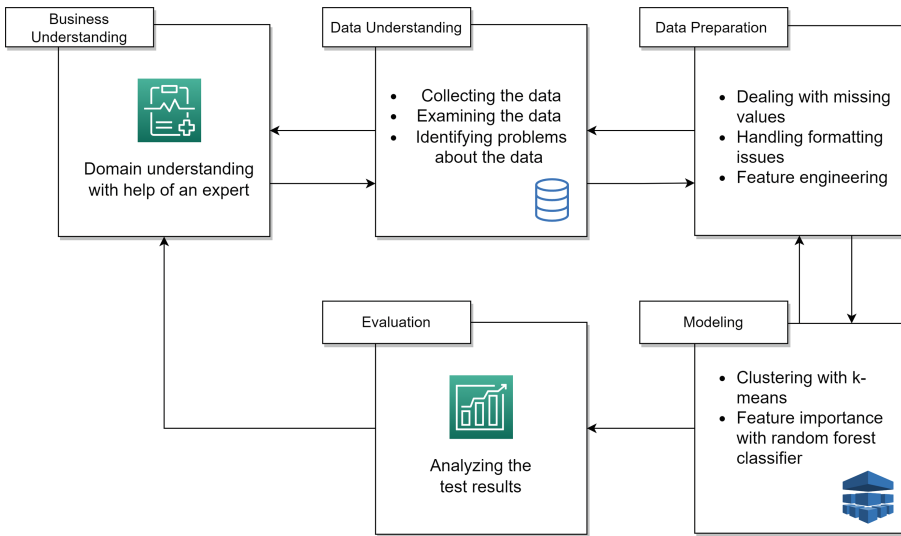 Business
Understanding
Domain understanding
with help of an expert
Data Understanding
• Collecting the data
• Examining the data
• Identifying problems
about the data
Data Preparation
• Dealing with missing
values
• Handling formatting
issues
• Feature engineering
Evaluation
Analyzing the
test results
Modeling
• Clustering with k-
means
• Feature importance
with random forest
classifier